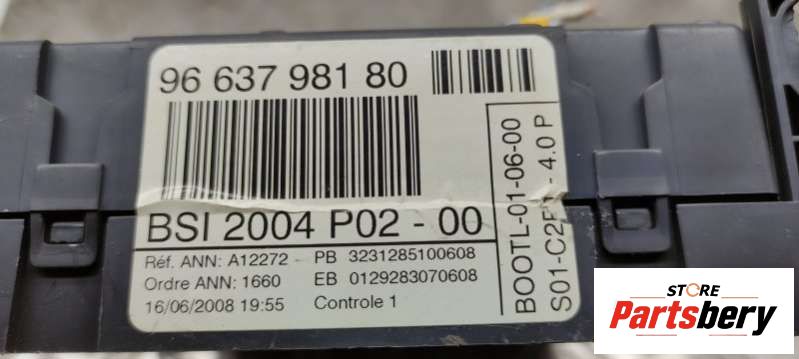 96 637 981 80
BSI 2004 P02 - 00
Réf. ANN: A12272 - PB 3231285100608
Ordre ANN: 1660 EB 0129283070608
16/06/2008 19:55 Controle 1
BOOTL-01-06-00
- 4.0 P
STORE
Partsbery